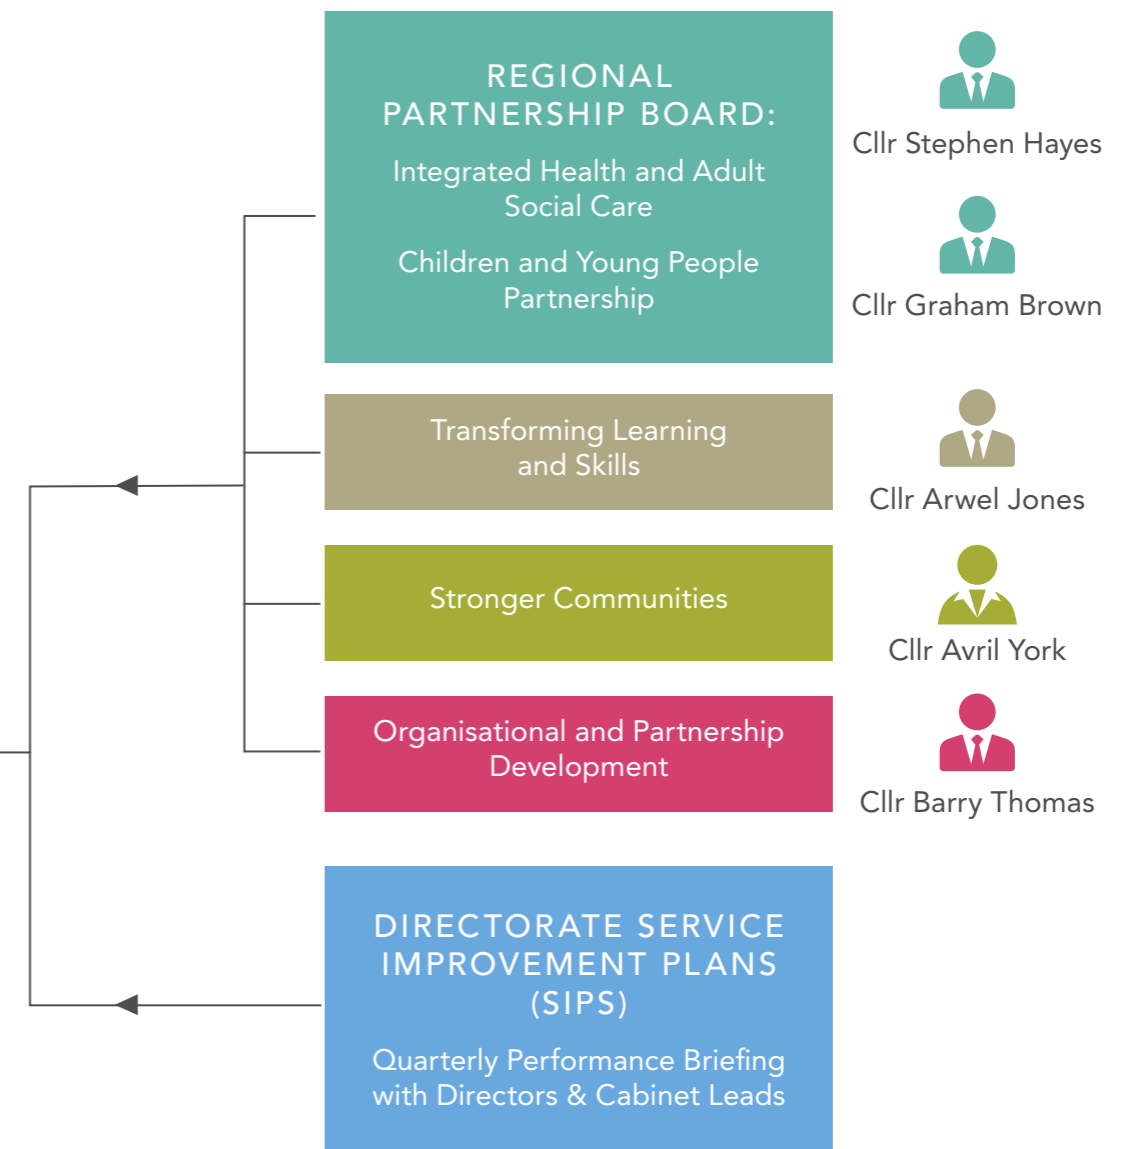 REGIONAL
PARTNERSHIP BOARD:
Integrated Health and Adult
Social Care
Children and Young People
Partnership
Cllr Stephen Hayes
Cllr Graham Brown
Transforming Learning
and Skills
Cllr Arwel Jones
Stronger Communities
Cllr Avril York
Organisational and Partnership
Development
Cllr Barry Thomas
DIRECTORATE SERVICE
IMPROVEMENT PLANS
(SIPS)
Quarterly Performance Briefing
with Directors & Cabinet Leads